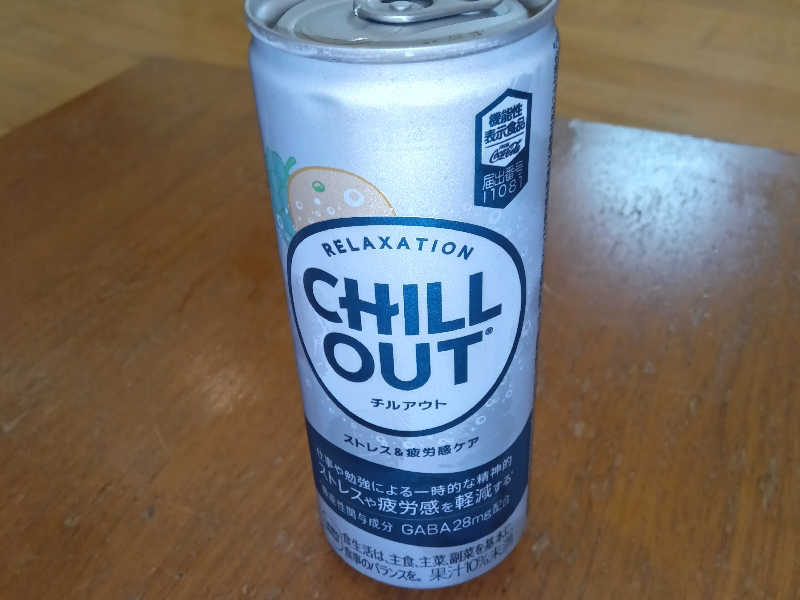 機能性
表示食品
Coca-Cola
届出番号
I1081
RELAXATION
CHILL
OUT®
チルアウト
ストレス&疲労感ケア
仕事や勉強による一時的な精神的
ストレスや疲労感を軽減する
機能性関与成分 GABA28mg配合
食生活は、主食、主菜、副菜を基本に、
食事のバランスを。 果汁10%未満